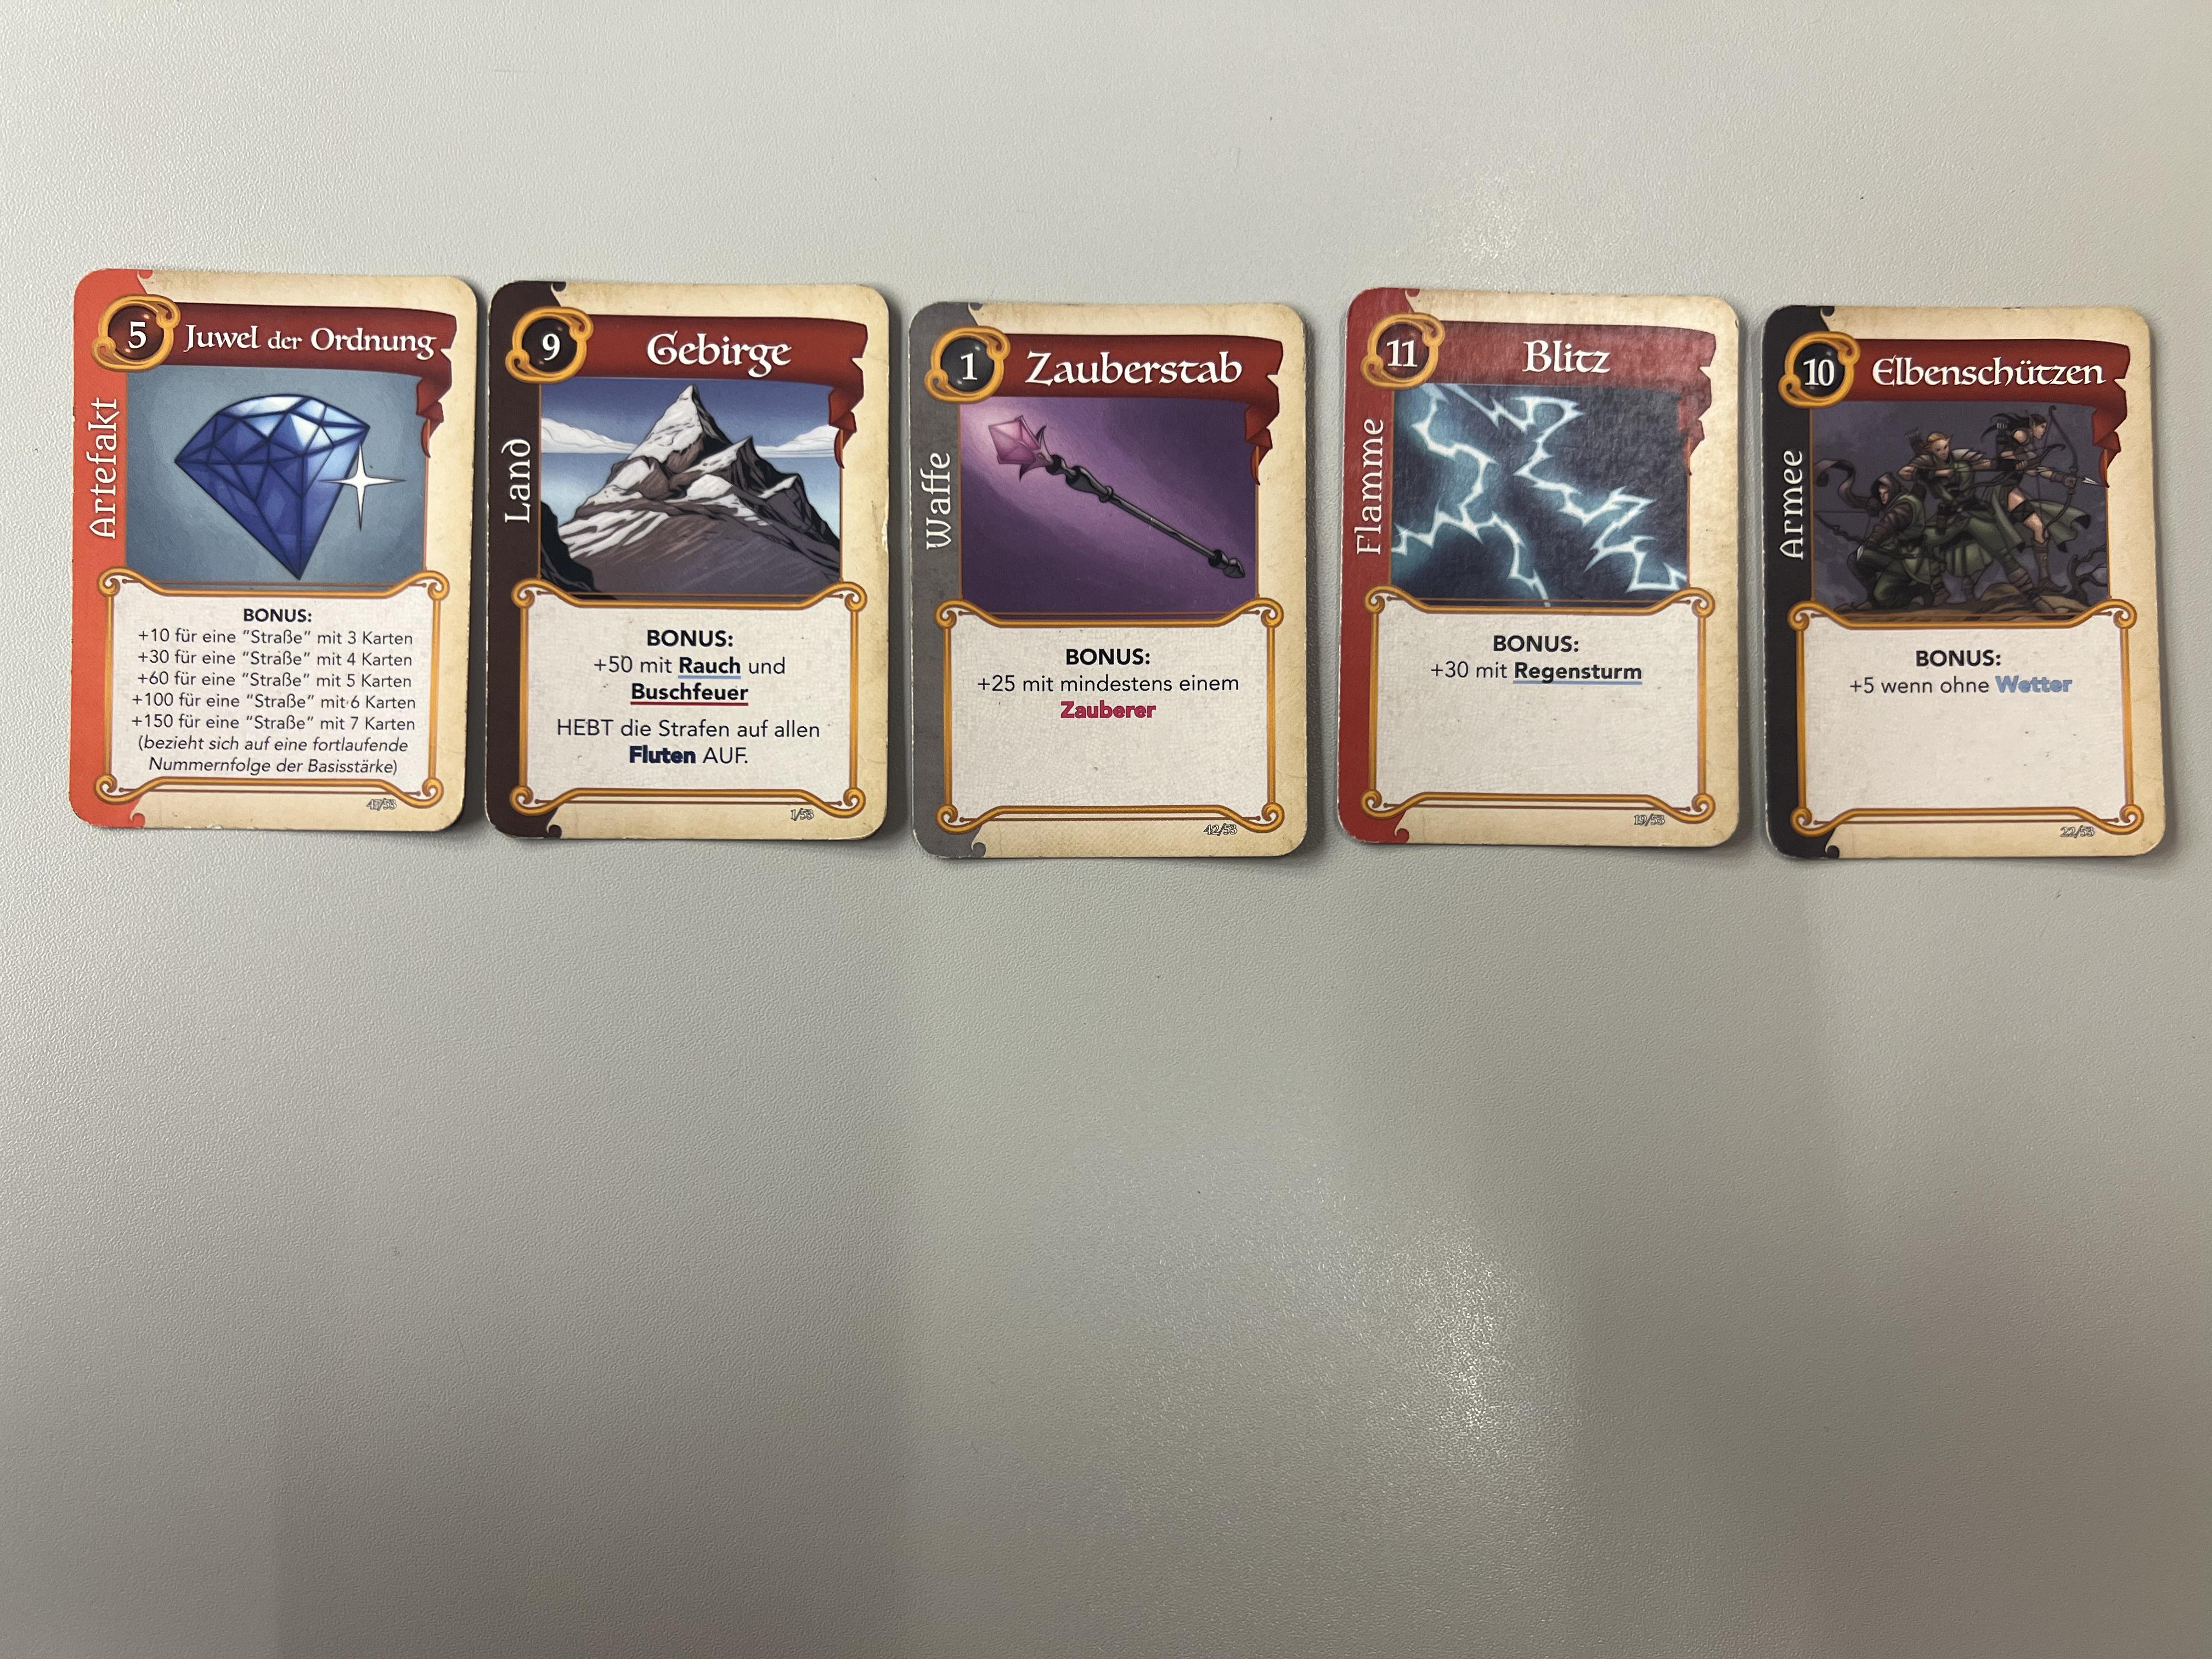 5 Juwel der Ordnung
Artefakt
BONUS:
+10 für eine "Straße" mit 3 Karten
+30 für eine "Straße" mit 4 Karten
+60 für eine "Straße" mit 5 Karten
+100 für eine "Straße" mit 6 Karten
+150 für eine "Straße" mit 7 Karten
(bezieht sich auf eine fortlaufende
Nummernfolge der Basisstärke)
9 Gebirge
Land
BONUS:
+50 mit Rauch und
Buschfeuer
HEBT die Strafen auf allen
Fluten AUF.
1/53
1 Zauberstab
Waffe
BONUS:
+25 mit mindestens einem
Zauberer
42/53
11 Blitz
Flamme
BONUS:
+30 mit Regensturm
19/53
10 Elbenschützen
Armee
BONUS:
+5 wenn ohne Wetter
22/53